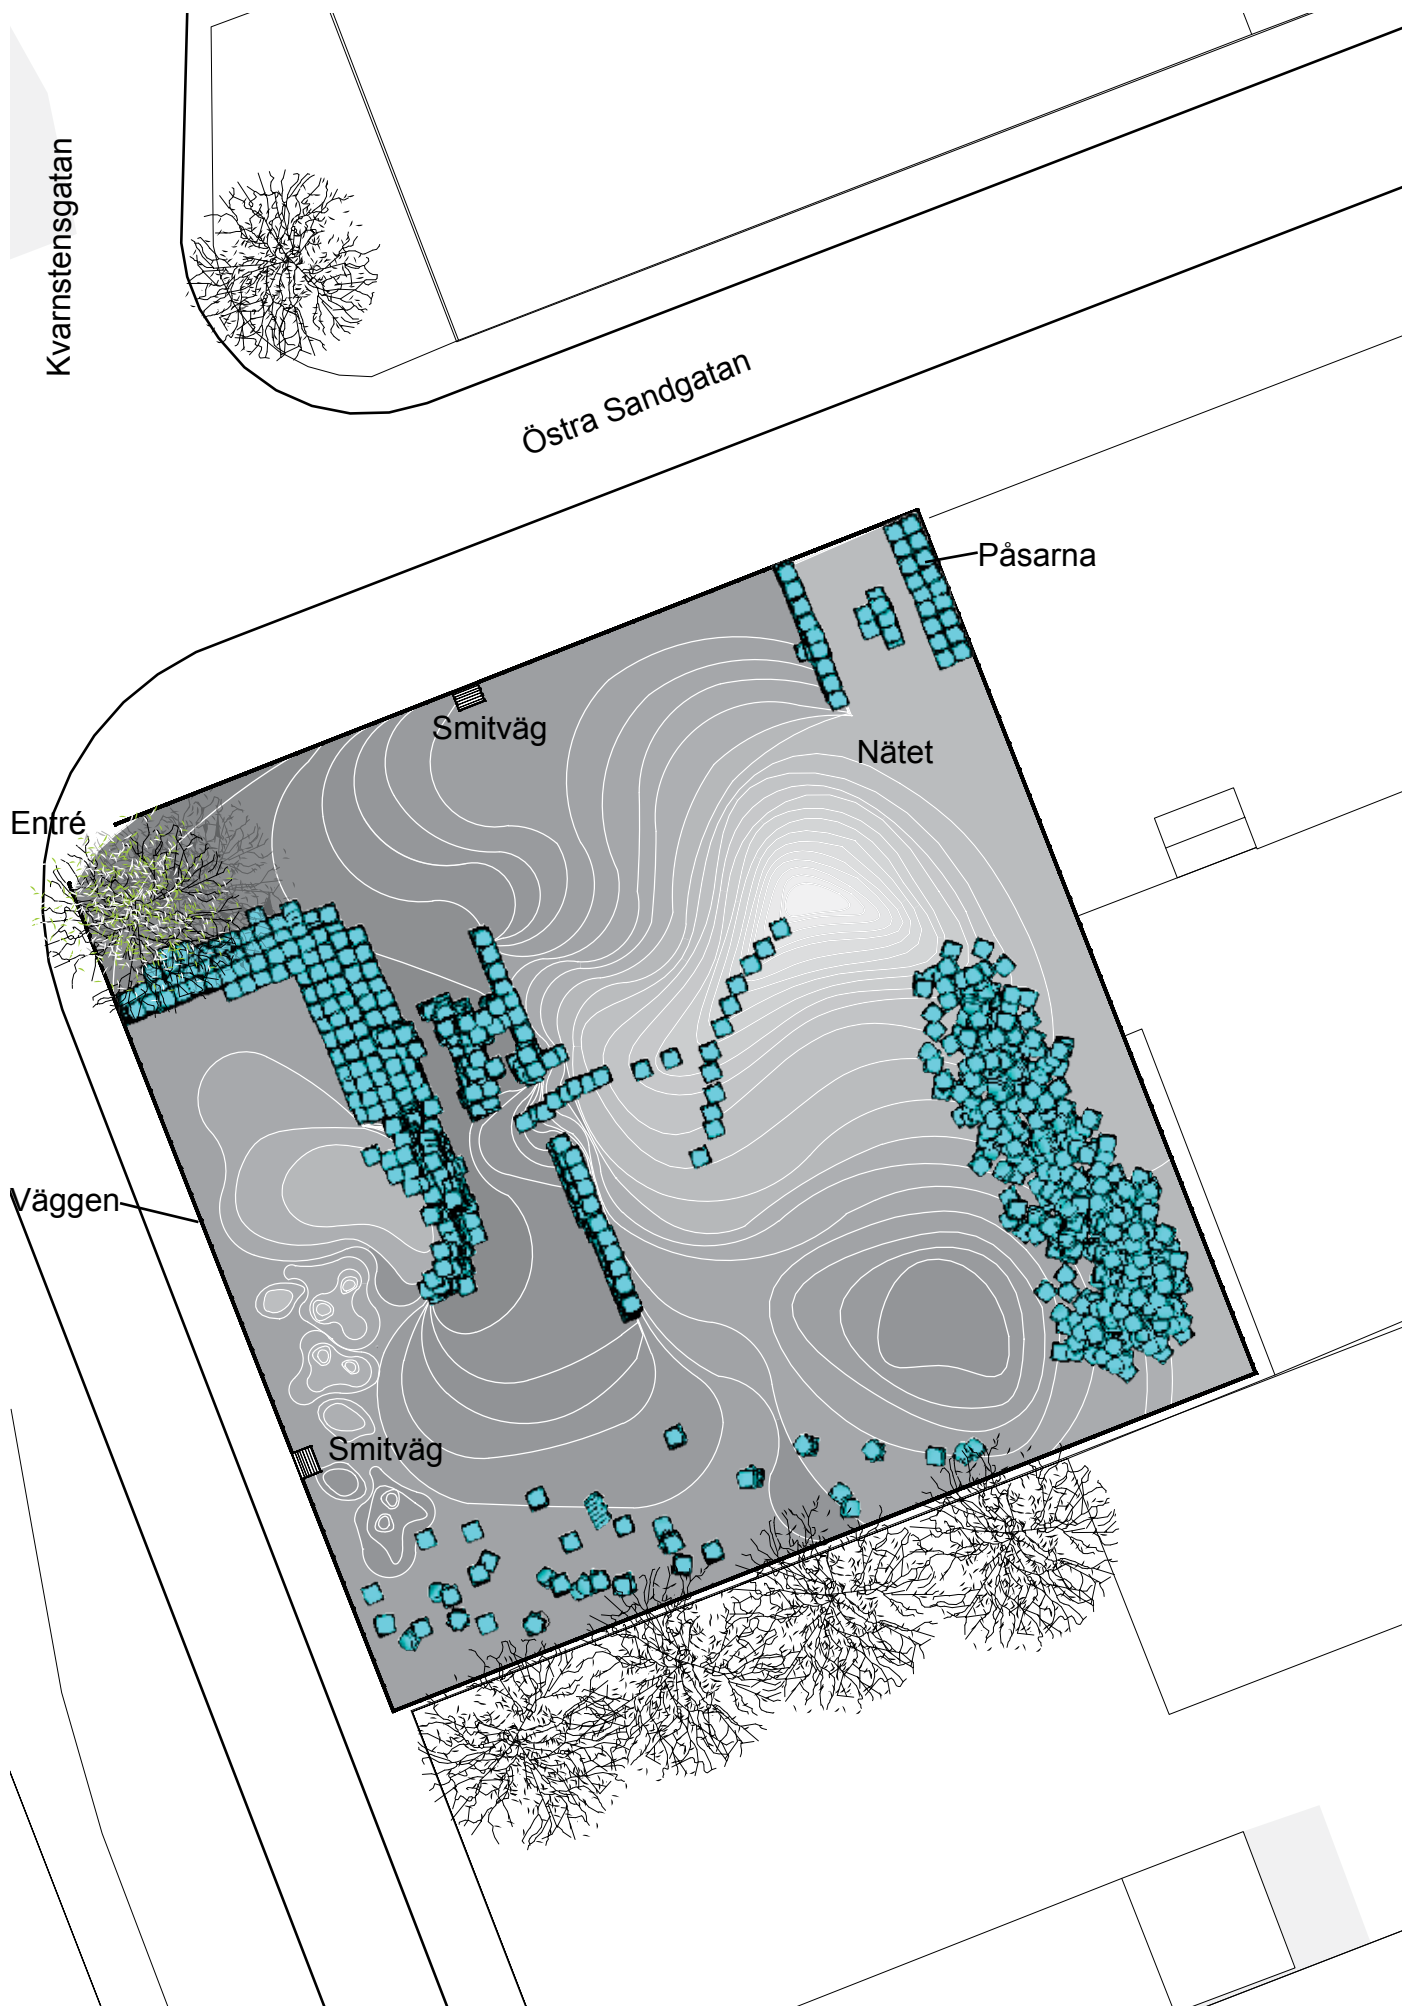 Kvarnstensgatan
Östra Sandgatan
Påsarna
Smitväg
Nätet
Entré
Väggen
Smitväg